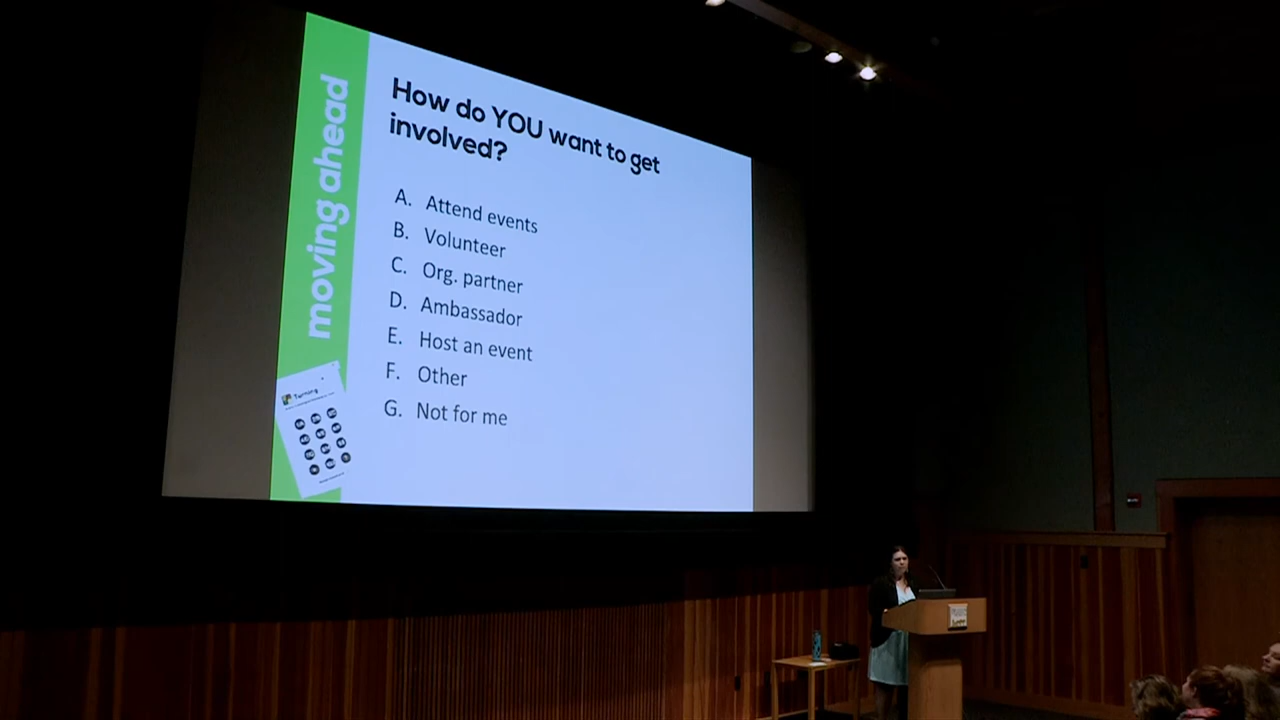 moving ahead
How do YOU want to get
involved?
A. Attend events
B. Volunteer
C. Org. partner
D. Ambassador
E. Host an event
F. Other
G. Not for me